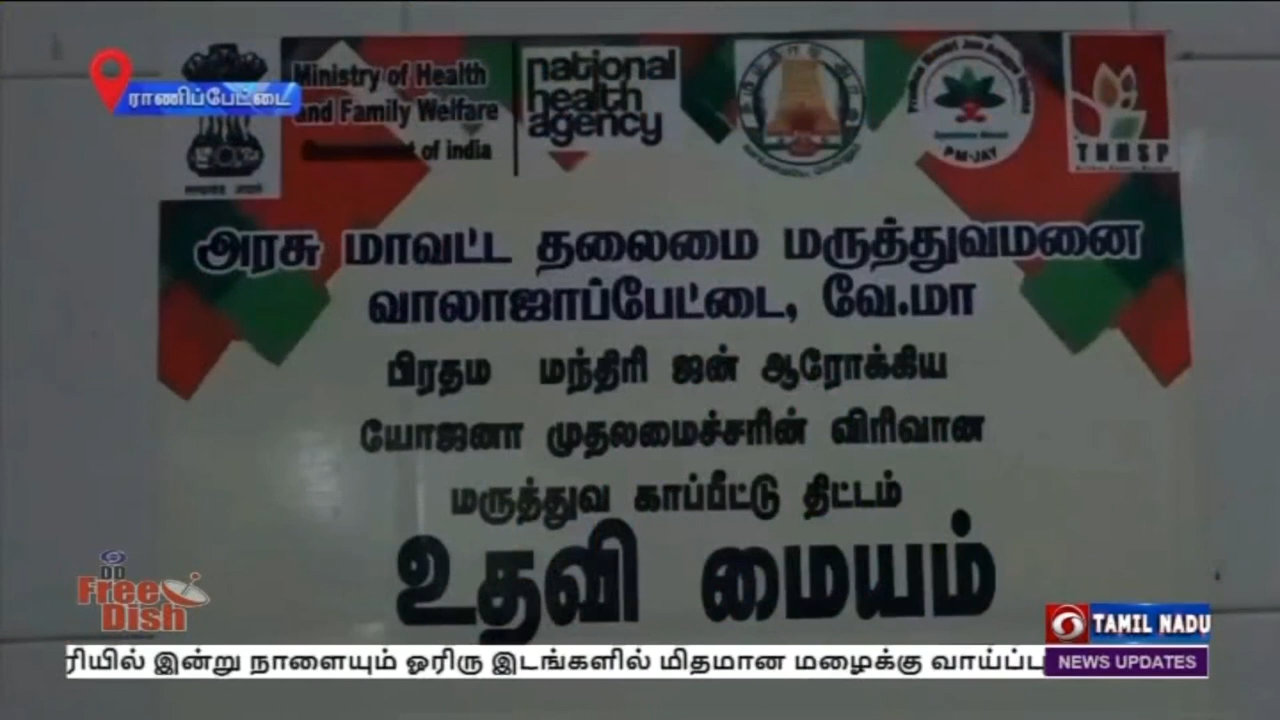 ராணிப்பேட்டை
Ministry of Health
and Family Welfare
of india
national
health
agency
PM-JAY
TNHSP
அரசு மாவட்ட தலைமை மருத்துவமனை
வாலாஜாப்பேட்டை, வே.மா
பிரதம மந்திரி ஜன் ஆரோக்கிய
யோஜனா முதலமைச்சரின் விரிவான
மருத்துவ காப்பீட்டு திட்டம்
உதவி மையம்
DD
Free
Dish
TAMIL NADU
ரியில் இன்று நாளையும் ஓரிரு இடங்களில் மிதமான மழைக்கு வாய்ப்பு
NEWS UPDATES